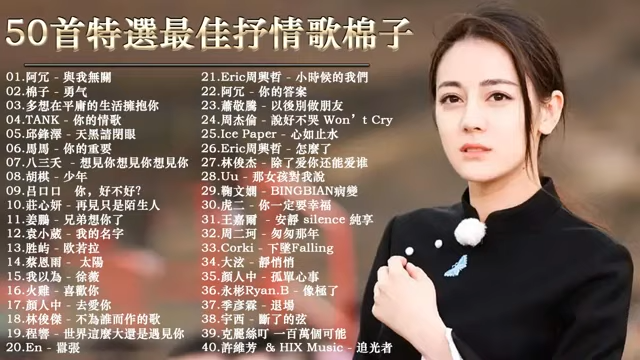 50首特選最佳抒情歌棉子
01.阿冗 - 與我無關
02.棉子 - 勇气
03.多想在平庸的生活擁抱你
04.TANK - 你的情歌
05.邱鋒澤 - 天黑請閉眼
06.周周 - 你的重要
07.八三夭 - 想見你想見你想見你
08.胡棋 - 少年
09.吕口口 你，好不好?
10.莊心妍 - 再見只是陌生人
11.姜鵬 - 兄弟想你了
12.袁小葳 - 我的名字
13.胜屿 - 欧若拉
14.蔡恩雨 - 太陽
15.我以為 - 徐薇
16.火雞 - 喜歡你
17.顏人中 - 去愛你
18.林俊傑 - 不為誰而作的歌
19.程響 - 世界這麼大還是遇見你
20.En - 囂張
21.Eric周興哲 - 小時候的我們
22.阿冗 - 你的答案
23.蕭敬騰 - 以後別做朋友
24.周杰倫 - 說好不哭 Won't Cry
25.Ice Paper - 心如止水
26.Eric周興哲 - 怎麼了
27.林俊杰 - 除了爱你还能爱谁
28.Uu - 那女孩對我說
29.鞠文嫻 - BINGBIAN病變
30.虎二 - 你一定要幸福
31.王嘉爾 - 安靜 silence 純享
32.周二珂 - 匆匆那年
33.Corki - 下墜Falling
34.大泫 - 靜悄悄
35.顏人中 - 孤單心事
36.永彬Ryan.B - 像極了
37.季彥霖 - 退場
38.宇西 - 斷了的弦
39.克麗絲叮 一百萬個可能
40.許維芳 & HIX Music - 追光者